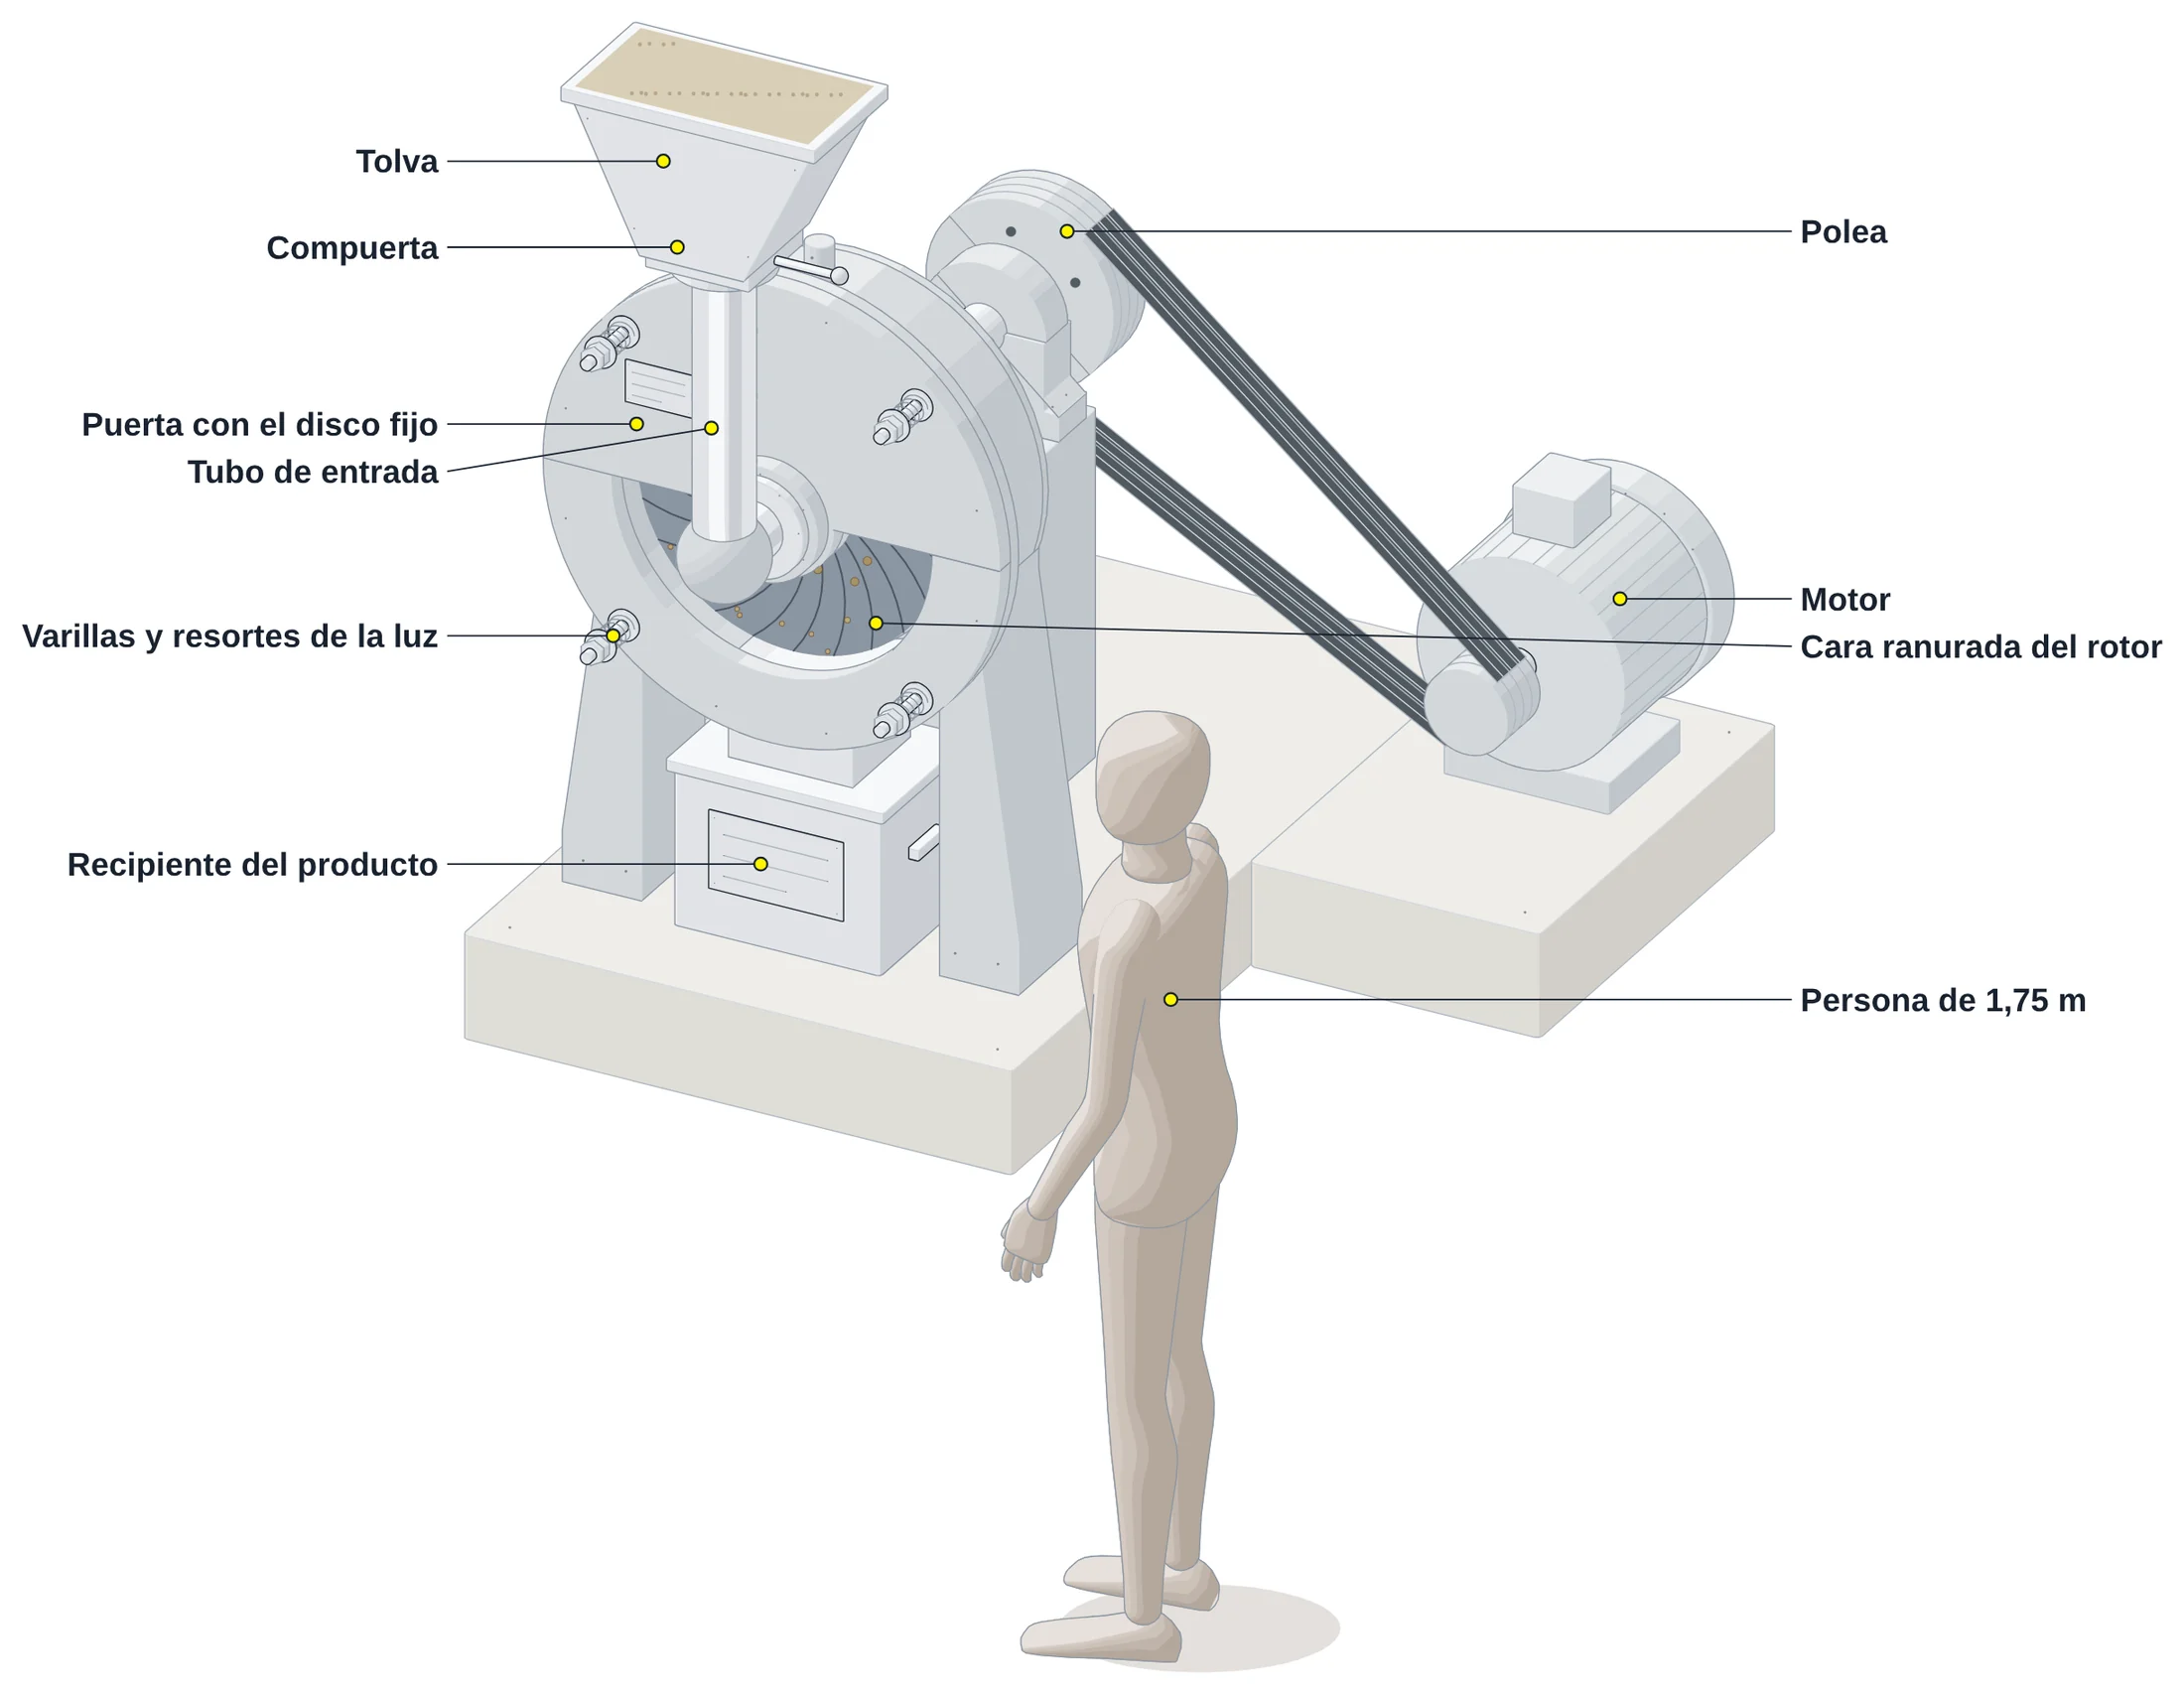 Tolva
Compuerta
Puerta con el disco fijo
Tubo de entrada
Varillas y resortes de la luz
Recipiente del producto
Polea
Motor
Cara ranurada del rotor
Persona de 1,75 m